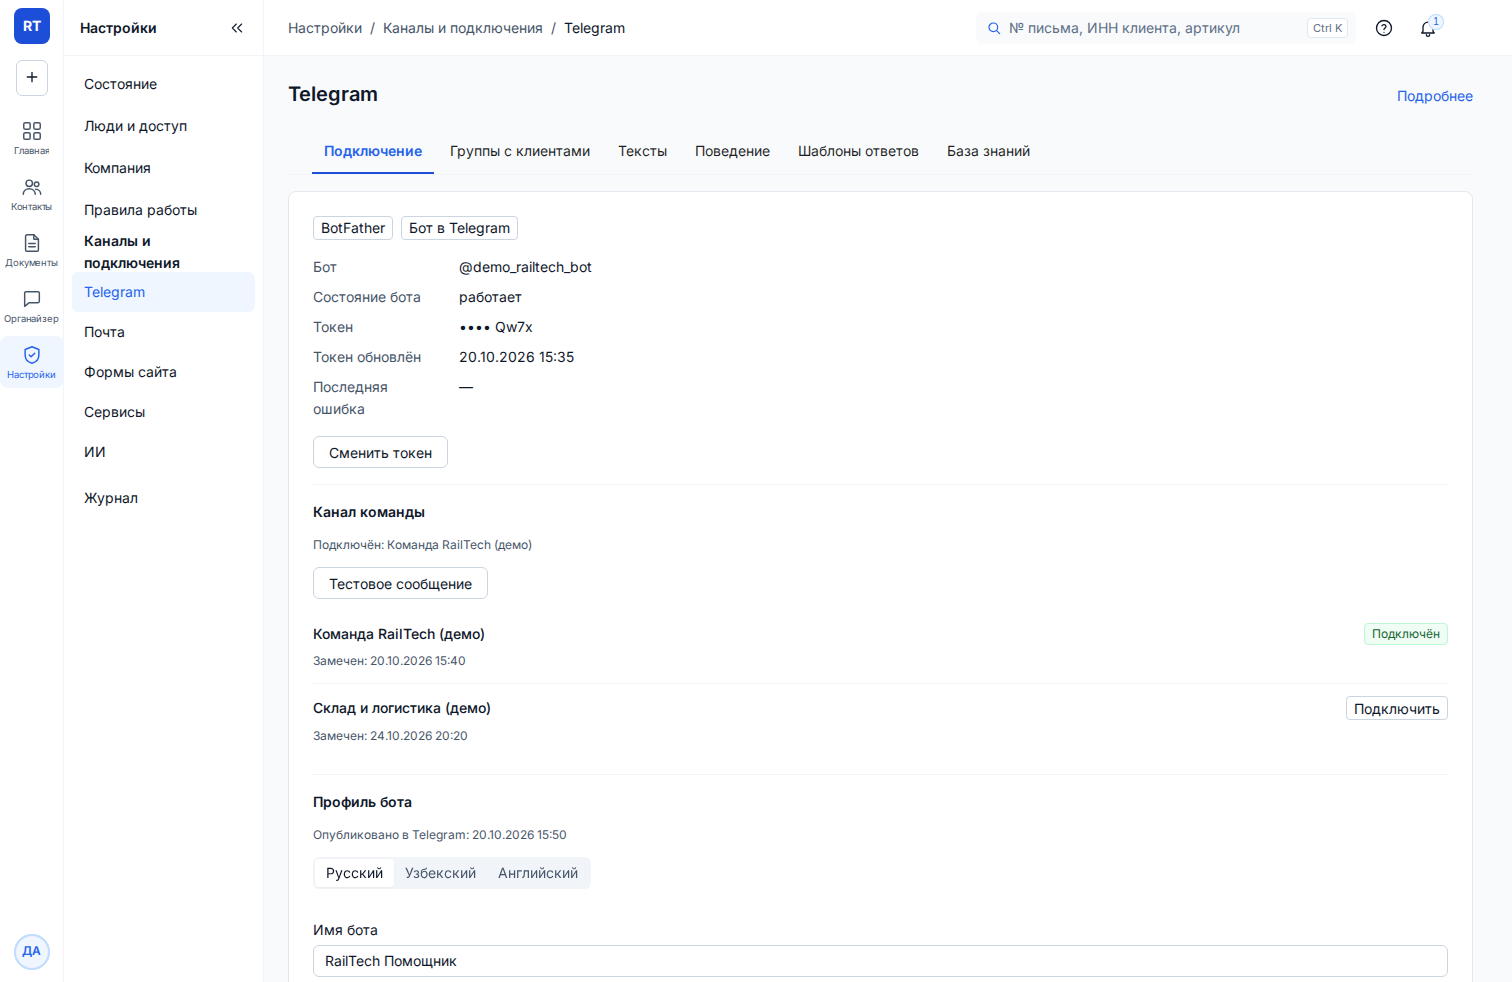 RT
Настройки
Настройки / Каналы и подключения / Telegram
№ письма, ИНН клиента, артикул
Ctrl K
1
+
Главная
Контакты
Документы
Органайзер
Настройки
ДА
Состояние
Люди и доступ
Компания
Правила работы
Каналы и
подключения
Telegram
Почта
Формы сайта
Сервисы
ИИ
Журнал
Telegram
Подробнее
Подключение
Группы с клиентами
Тексты
Поведение
Шаблоны ответов
База знаний
BotFather
Бот в Telegram
Бот @demo_railtech_bot
Состояние бота работает
Токен •••• Qw7x
Токен обновлён 20.10.2026 15:35
Последняя —
ошибка
Сменить токен
Канал команды
Подключён: Команда RailTech (демо)
Тестовое сообщение
Команда RailTech (демо)
Подключён
Замечен: 20.10.2026 15:40
Склад и логистика (демо)
Подключить
Замечен: 24.10.2026 20:20
Профиль бота
Опубликовано в Telegram: 20.10.2026 15:50
Русский
Узбекский
Английский
Имя бота
RailTech Помощник